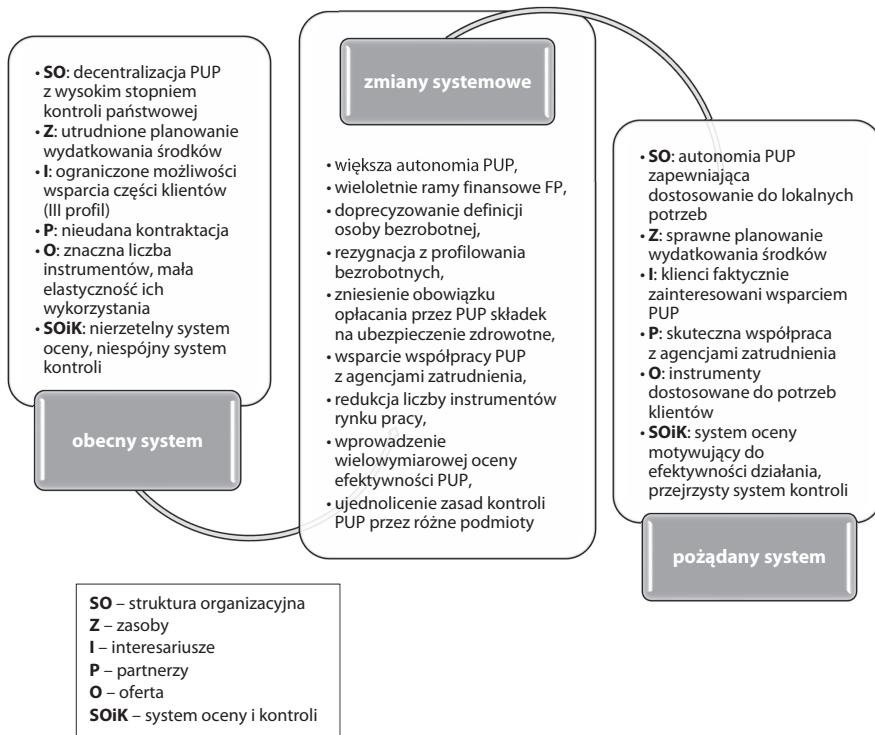 • SO: decentralizacja PUP
z wysokim stopniem
kontroli państwowej
• Z: utrudnione planowanie
wydatkowania środków
• I: ograniczone możliwości
wsparcia części klientów
(III profil)
• P: nieudana kontraktacja
• O: znaczna liczba
instrumentów, mała
elastyczność ich
wykorzystania
• SOiK: nierzetelny system
oceny, niespójny system
kontroli
obecny system
zmiany systemowe
• większa autonomia PUP,
• wieloletnie ramy finansowe FP,
• doprecyzowanie definicji
osoby bezrobotnej,
• rezygnacja z profilowania
bezrobotnych,
• zniesienie obowiązku
opłacania przez PUP składek
na ubezpieczenie zdrowotne,
• wsparcie współpracy PUP
z agencjami zatrudnienia,
• redukcja liczby instrumentów
rynku pracy,
• wprowadzenie
wielowymiarowej oceny
efektywności PUP,
• ujednolicenie zasad kontroli
PUP przez różne podmioty
• SO: autonomia PUP
zapewniająca
dostosowanie do lokalnych
potrzeb
• Z: sprawne planowanie
wydatkowania środków
• I: klienci faktycznie
zainteresowani wsparciem
PUP
• P: skuteczna współpraca
z agencjami zatrudnienia
• O: instrumenty
dostosowane do potrzeb
klientów
• SOiK: system oceny
motywujący do
efektywności działania,
przejrzysty system kontroli
pożądany system
SO – struktura organizacyjna
Z – zasoby
I – interesariusze
P – partnerzy
O – oferta
SOiK – system oceny i kontroli